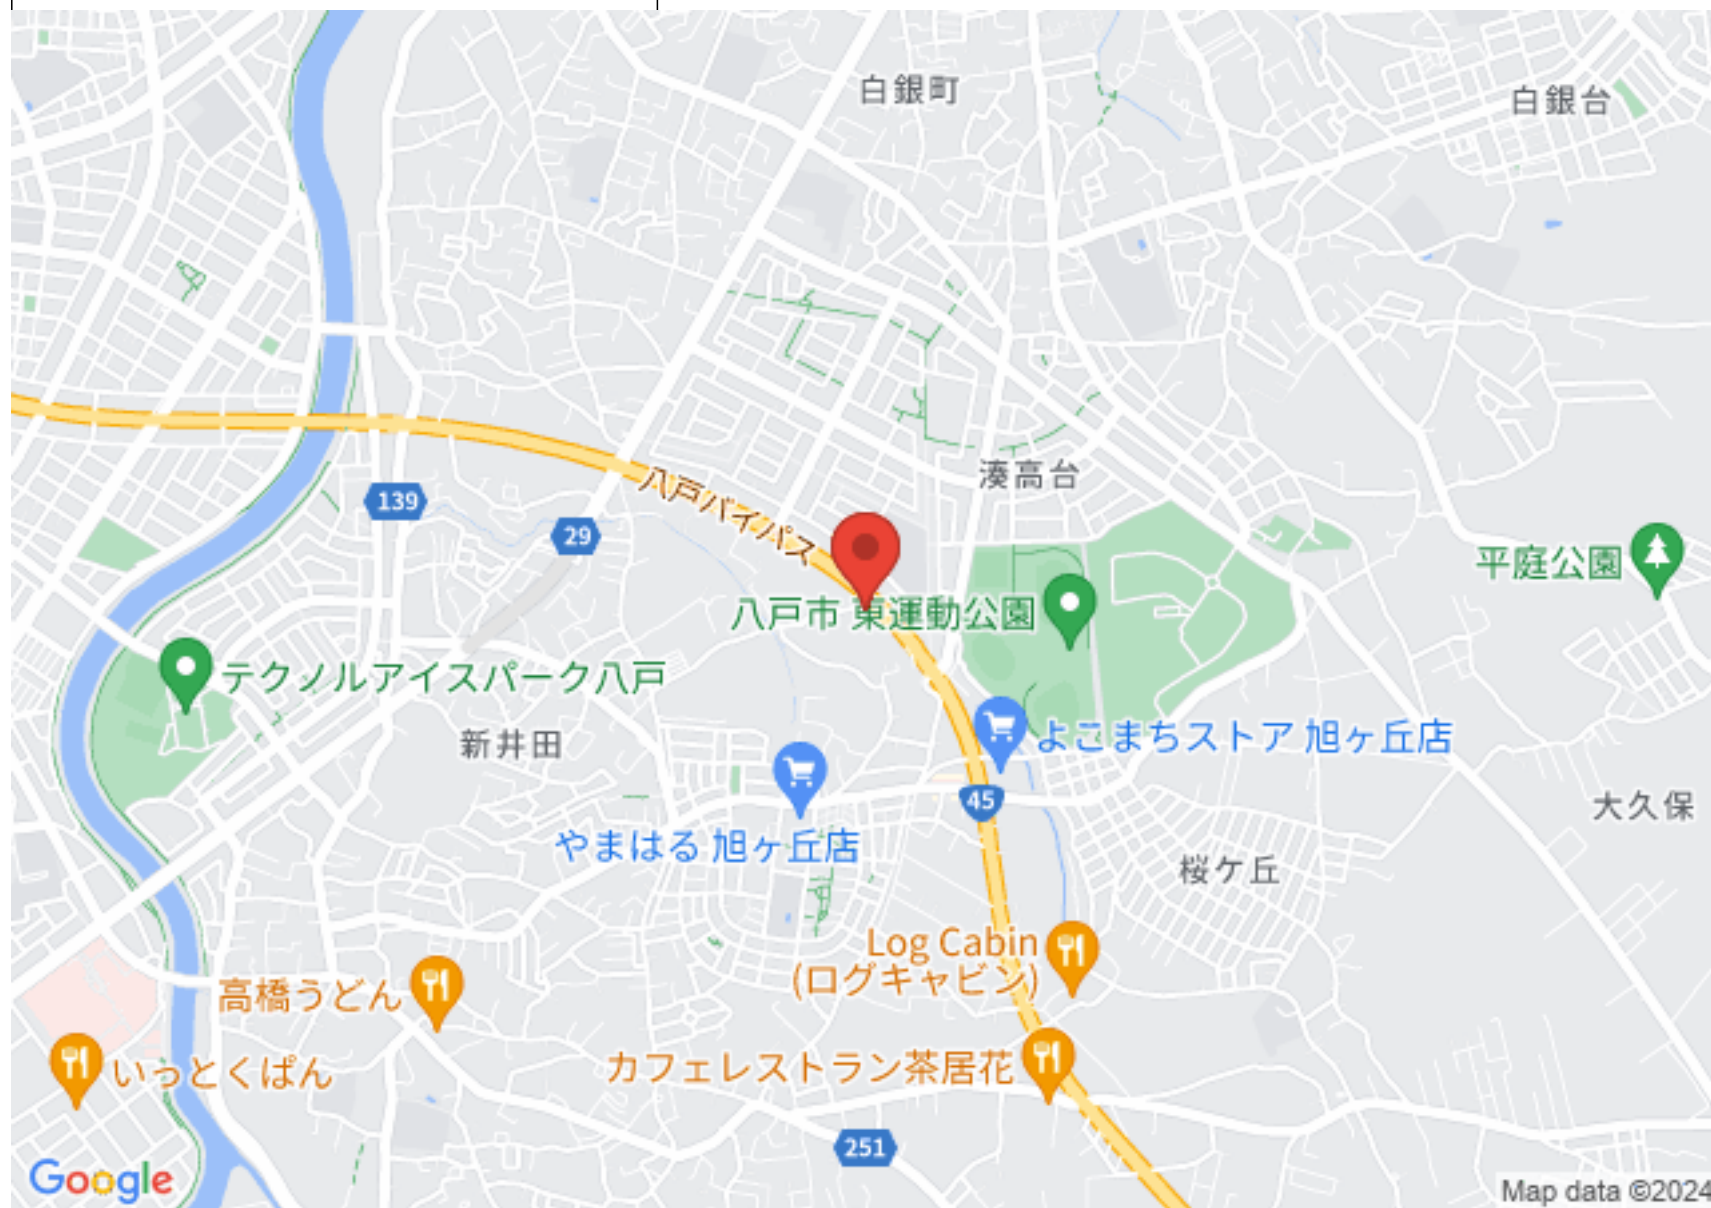 白銀町
白銀台
湊高台
139
29
八戸バイパス
平庭公園
八戸市 東運動公園
テクノルアイスパーク八戸
新井田
よこまちストア 旭ヶ丘店
45
大久保
やまはる 旭ヶ丘店
桜ケ丘
Log Cabin
(ログキャビン)
高橋うどん
いっとくぱん
カフェレストラン茶居花
251
Google
Map data ©2024